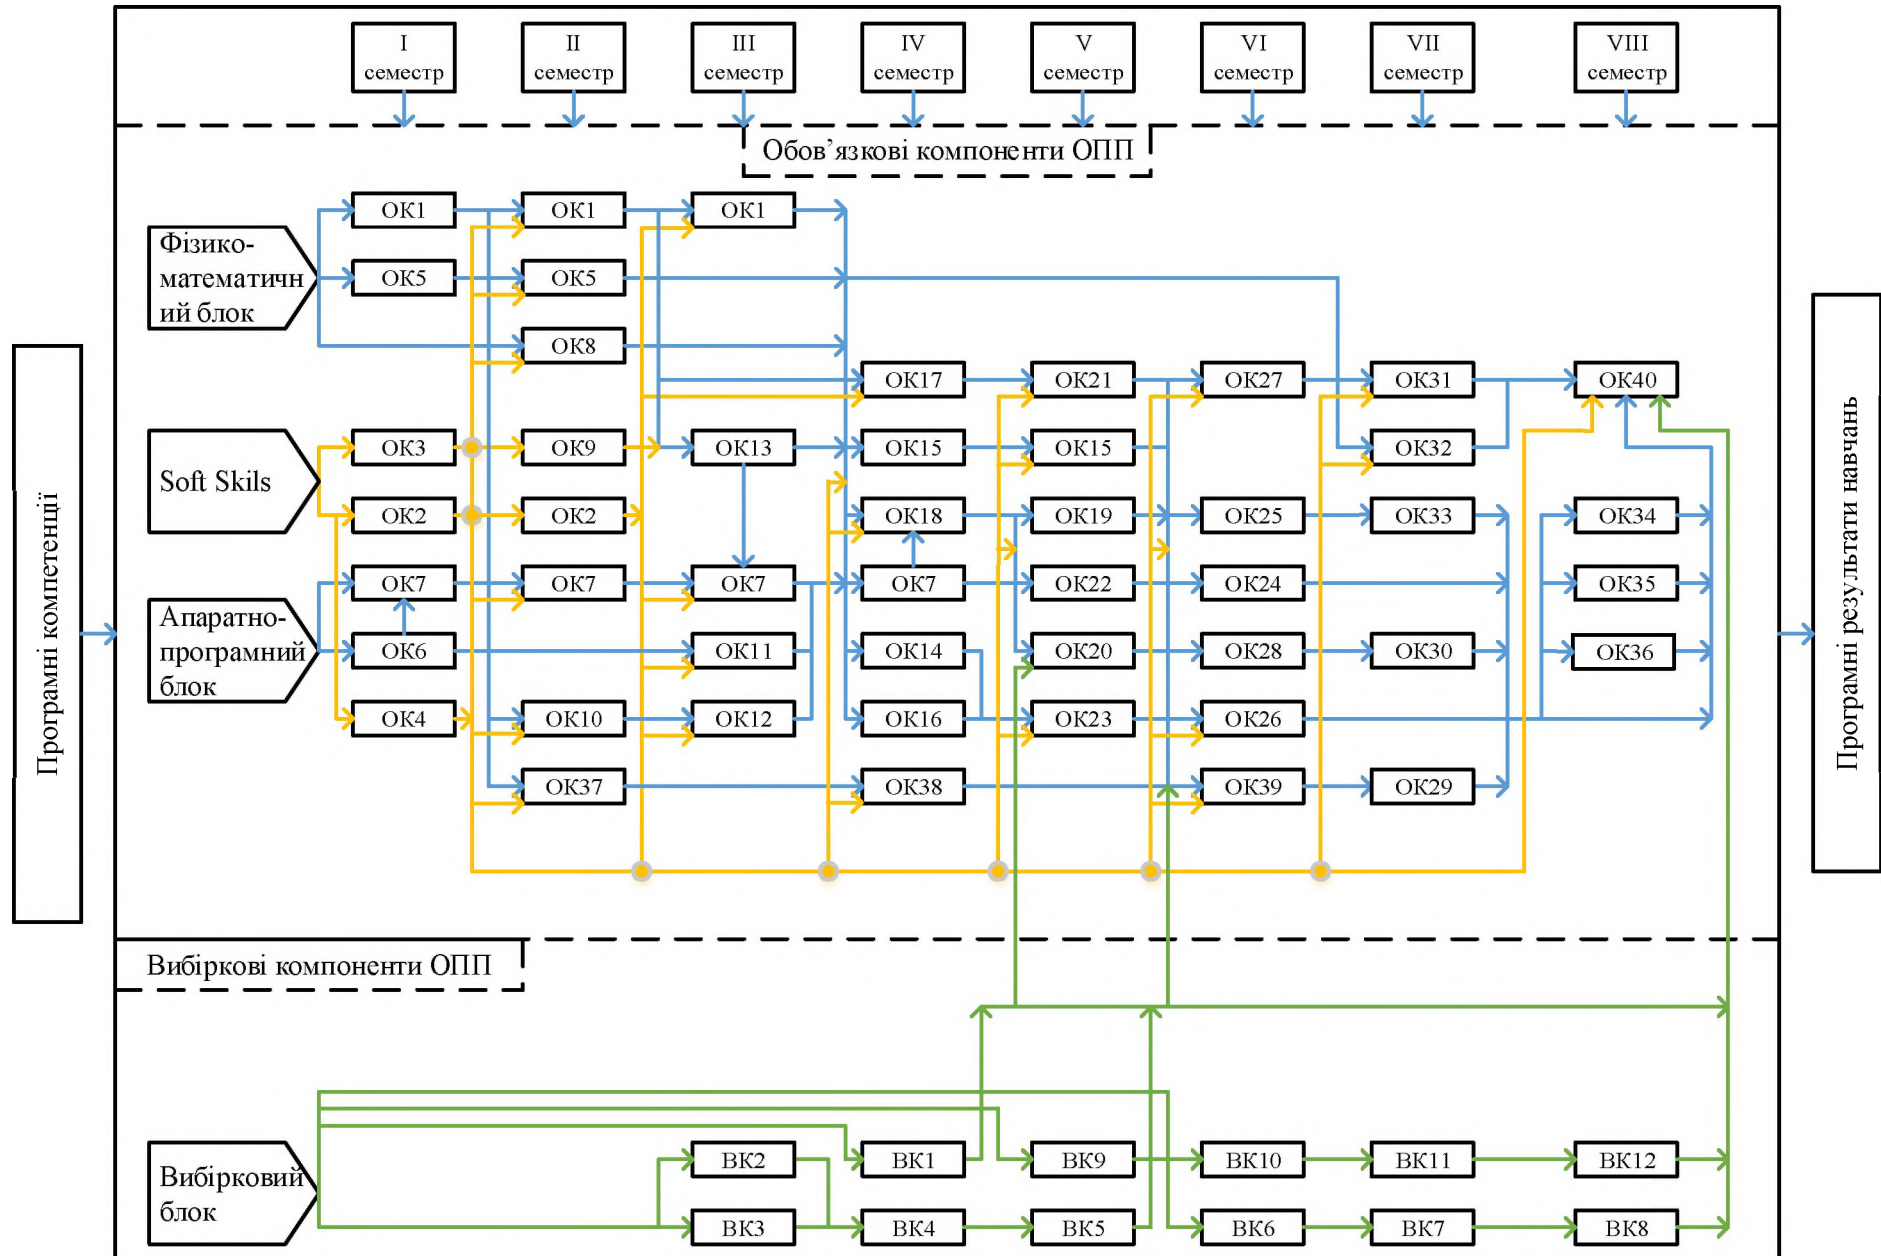 I
семестр
II
семестр
III
семестр
IV
семестр
V
семестр
VI
семестр
VII
семестр
VIII
семестр
Обов’язкові компоненти ОПП
Програмні компетенції
Фізико-
математичн
ий блок
Soft Skils
Апаратно-
програмний
блок
ОК1
ОК1
ОК1
ОК5
ОК5
ОК8
ОК17
ОК21
ОК27
ОК31
ОК40
ОК3
ОК9
ОК13
ОК15
ОК15
ОК32
ОК2
ОК2
ОК18
ОК19
ОК25
ОК33
ОК34
ОК7
ОК7
ОК7
ОК7
ОК22
ОК24
ОК35
ОК6
ОК11
ОК14
ОК20
ОК28
ОК30
ОК36
ОК4
ОК10
ОК12
ОК16
ОК23
ОК26
ОК37
ОК38
ОК39
ОК29
Програмні результати навчань
Вибіркові компоненти ОПП
Вибірковий
блок
ВК2
ВК1
ВК9
ВК10
ВК11
ВК12
ВК3
ВК4
ВК5
ВК6
ВК7
ВК8